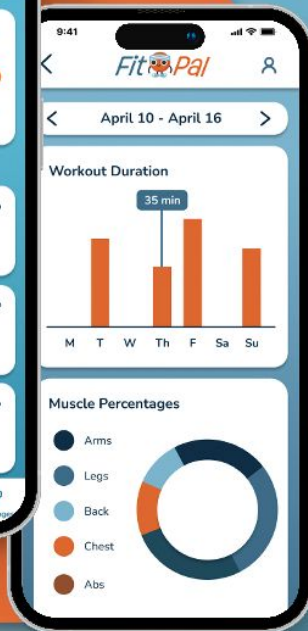 9:41
FitPal
April 10 - April 16
Workout Duration
35 min
M T W Th F Sa Su
Muscle Percentages
Arms
Legs
Back
Chest
Abs